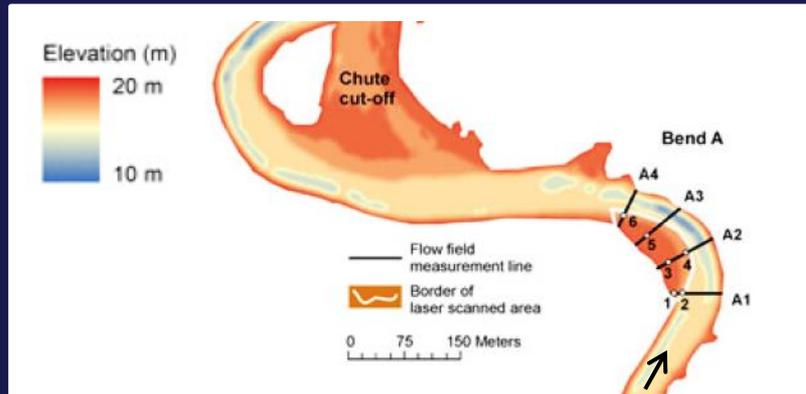 Elevation (m)
20 m
10 m
Chute
cut-off
Bend A
A4
A3
A2
A1
6
5
3
4
1
2
Flow field
measurement line
Border of
laser scanned area
0 75 150 Meters